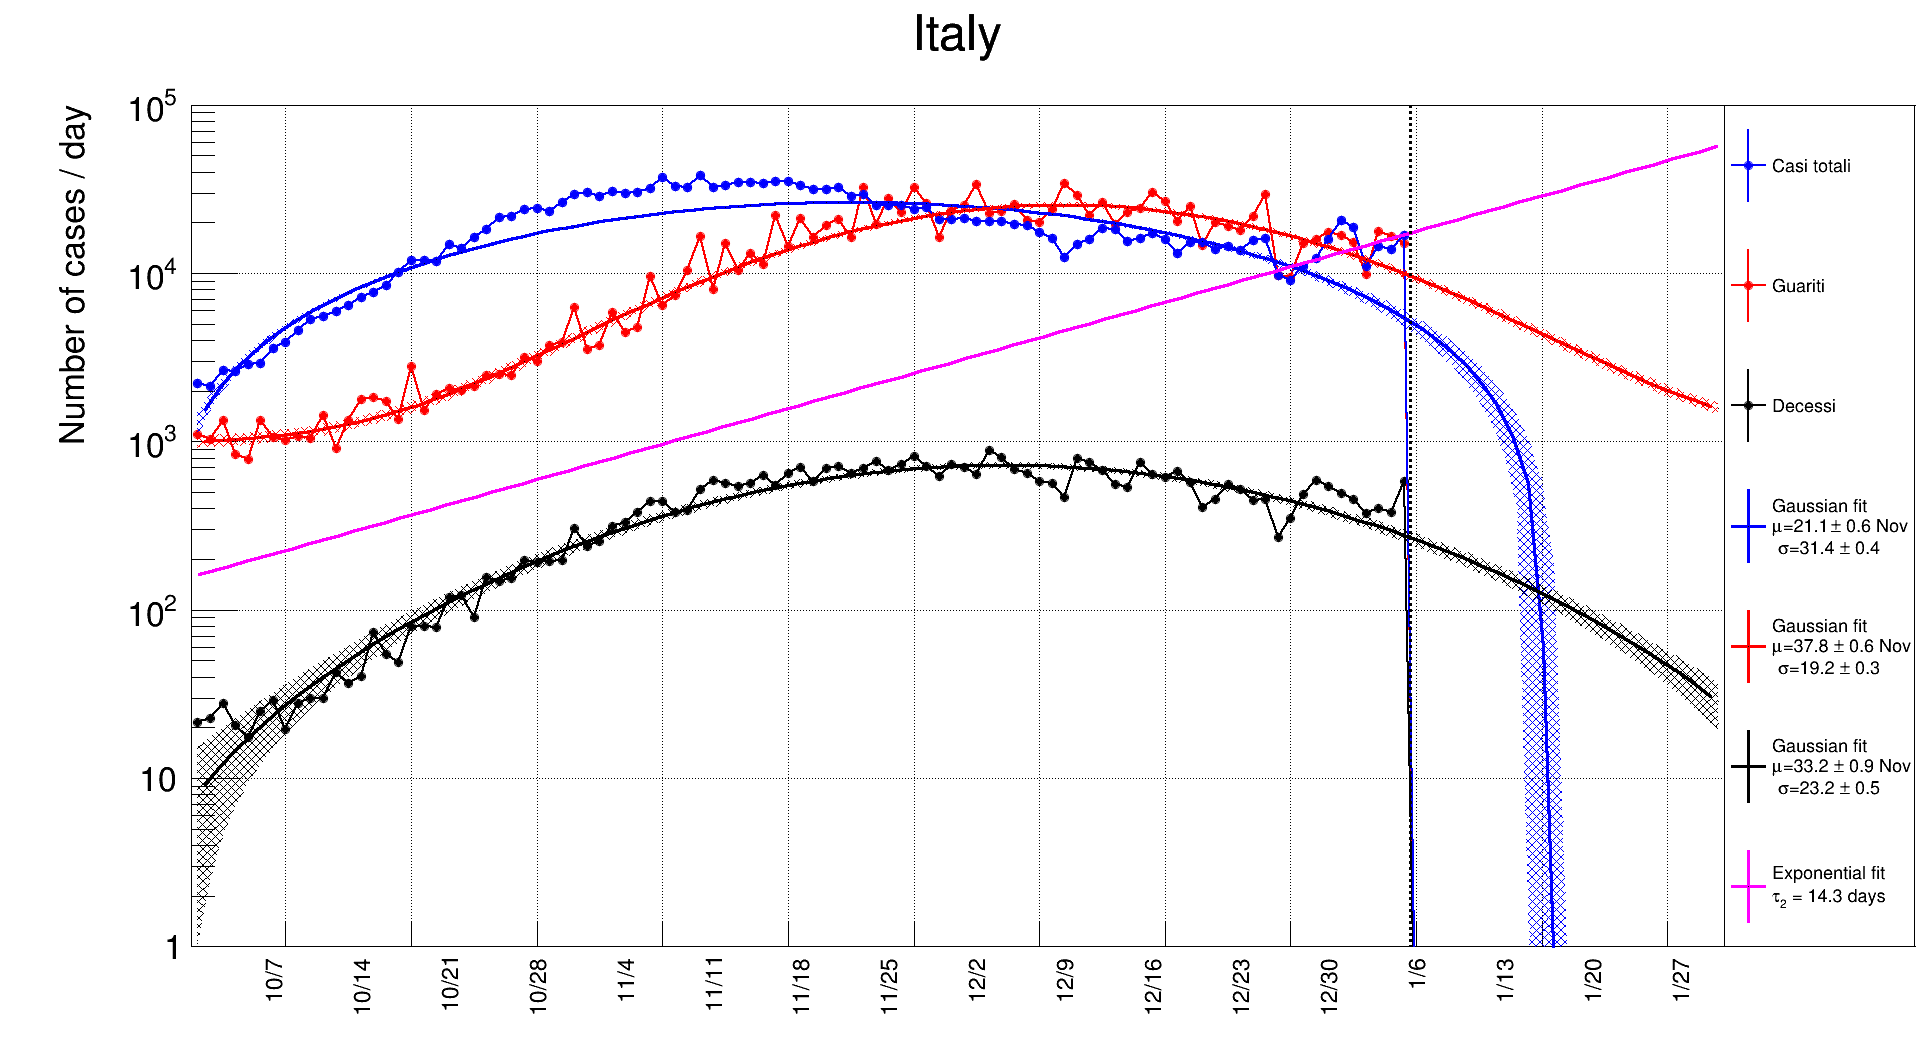 Italy
Number of cases / day
10^5
10^4
10^3
10^2
10
1
10/7
10/14
10/21
10/28
11/4
11/11
11/18
11/25
12/2
12/9
12/16
12/23
12/30
1/6
1/13
1/20
1/27
Casi totali
Guariti
Decessi
Gaussian fit
μ=21.1 ± 0.6 Nov
σ=31.4 ± 0.4
Gaussian fit
μ=37.8 ± 0.6 Nov
σ=19.2 ± 0.3
Gaussian fit
μ=33.2 ± 0.9 Nov
σ=23.2 ± 0.5
Exponential fit
τ₂ = 14.3 days